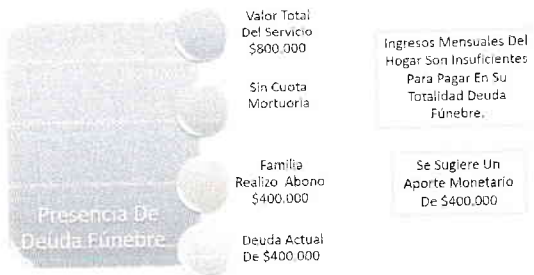 Valor Total
Del Servicio
$800.000
Sin Cuota
Mortuoria
Familia
Realizo Abono
$400.000
Deuda Actual
De $400.000
Presencia De
Deuda Fúnebre
Ingresos Mensuales Del
Hogar Son Insuficientes
Para Pagar En Su
Totalidad Deuda
Fúnebre.
Se Sugiere Un
Aporte Monetario
De $400.000